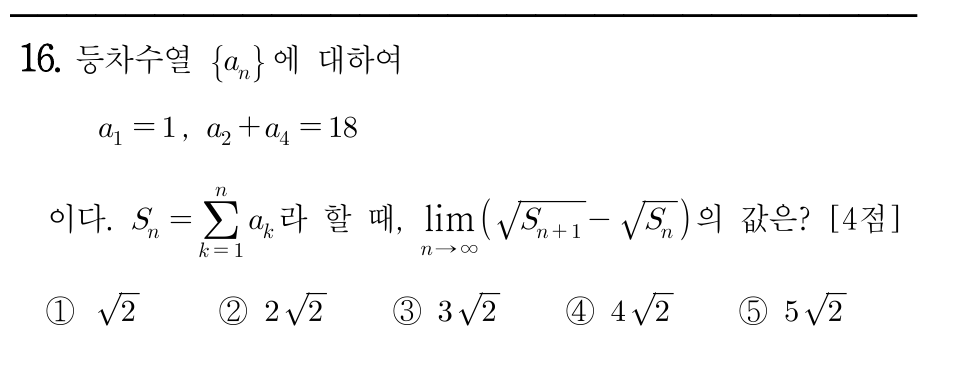 16. 등차수열 {aₙ}에 대하여
a₁ = 1, a₂ + a₄ = 18
이다. Sₙ = ∑ₖ₌₁ⁿ aₖ라 할 때, lim_{n→∞} (√Sₙ₊₁ − √Sₙ)의 값은? [4점]
① √2 ② 2√2 ③ 3√2 ④ 4√2 ⑤ 5√2